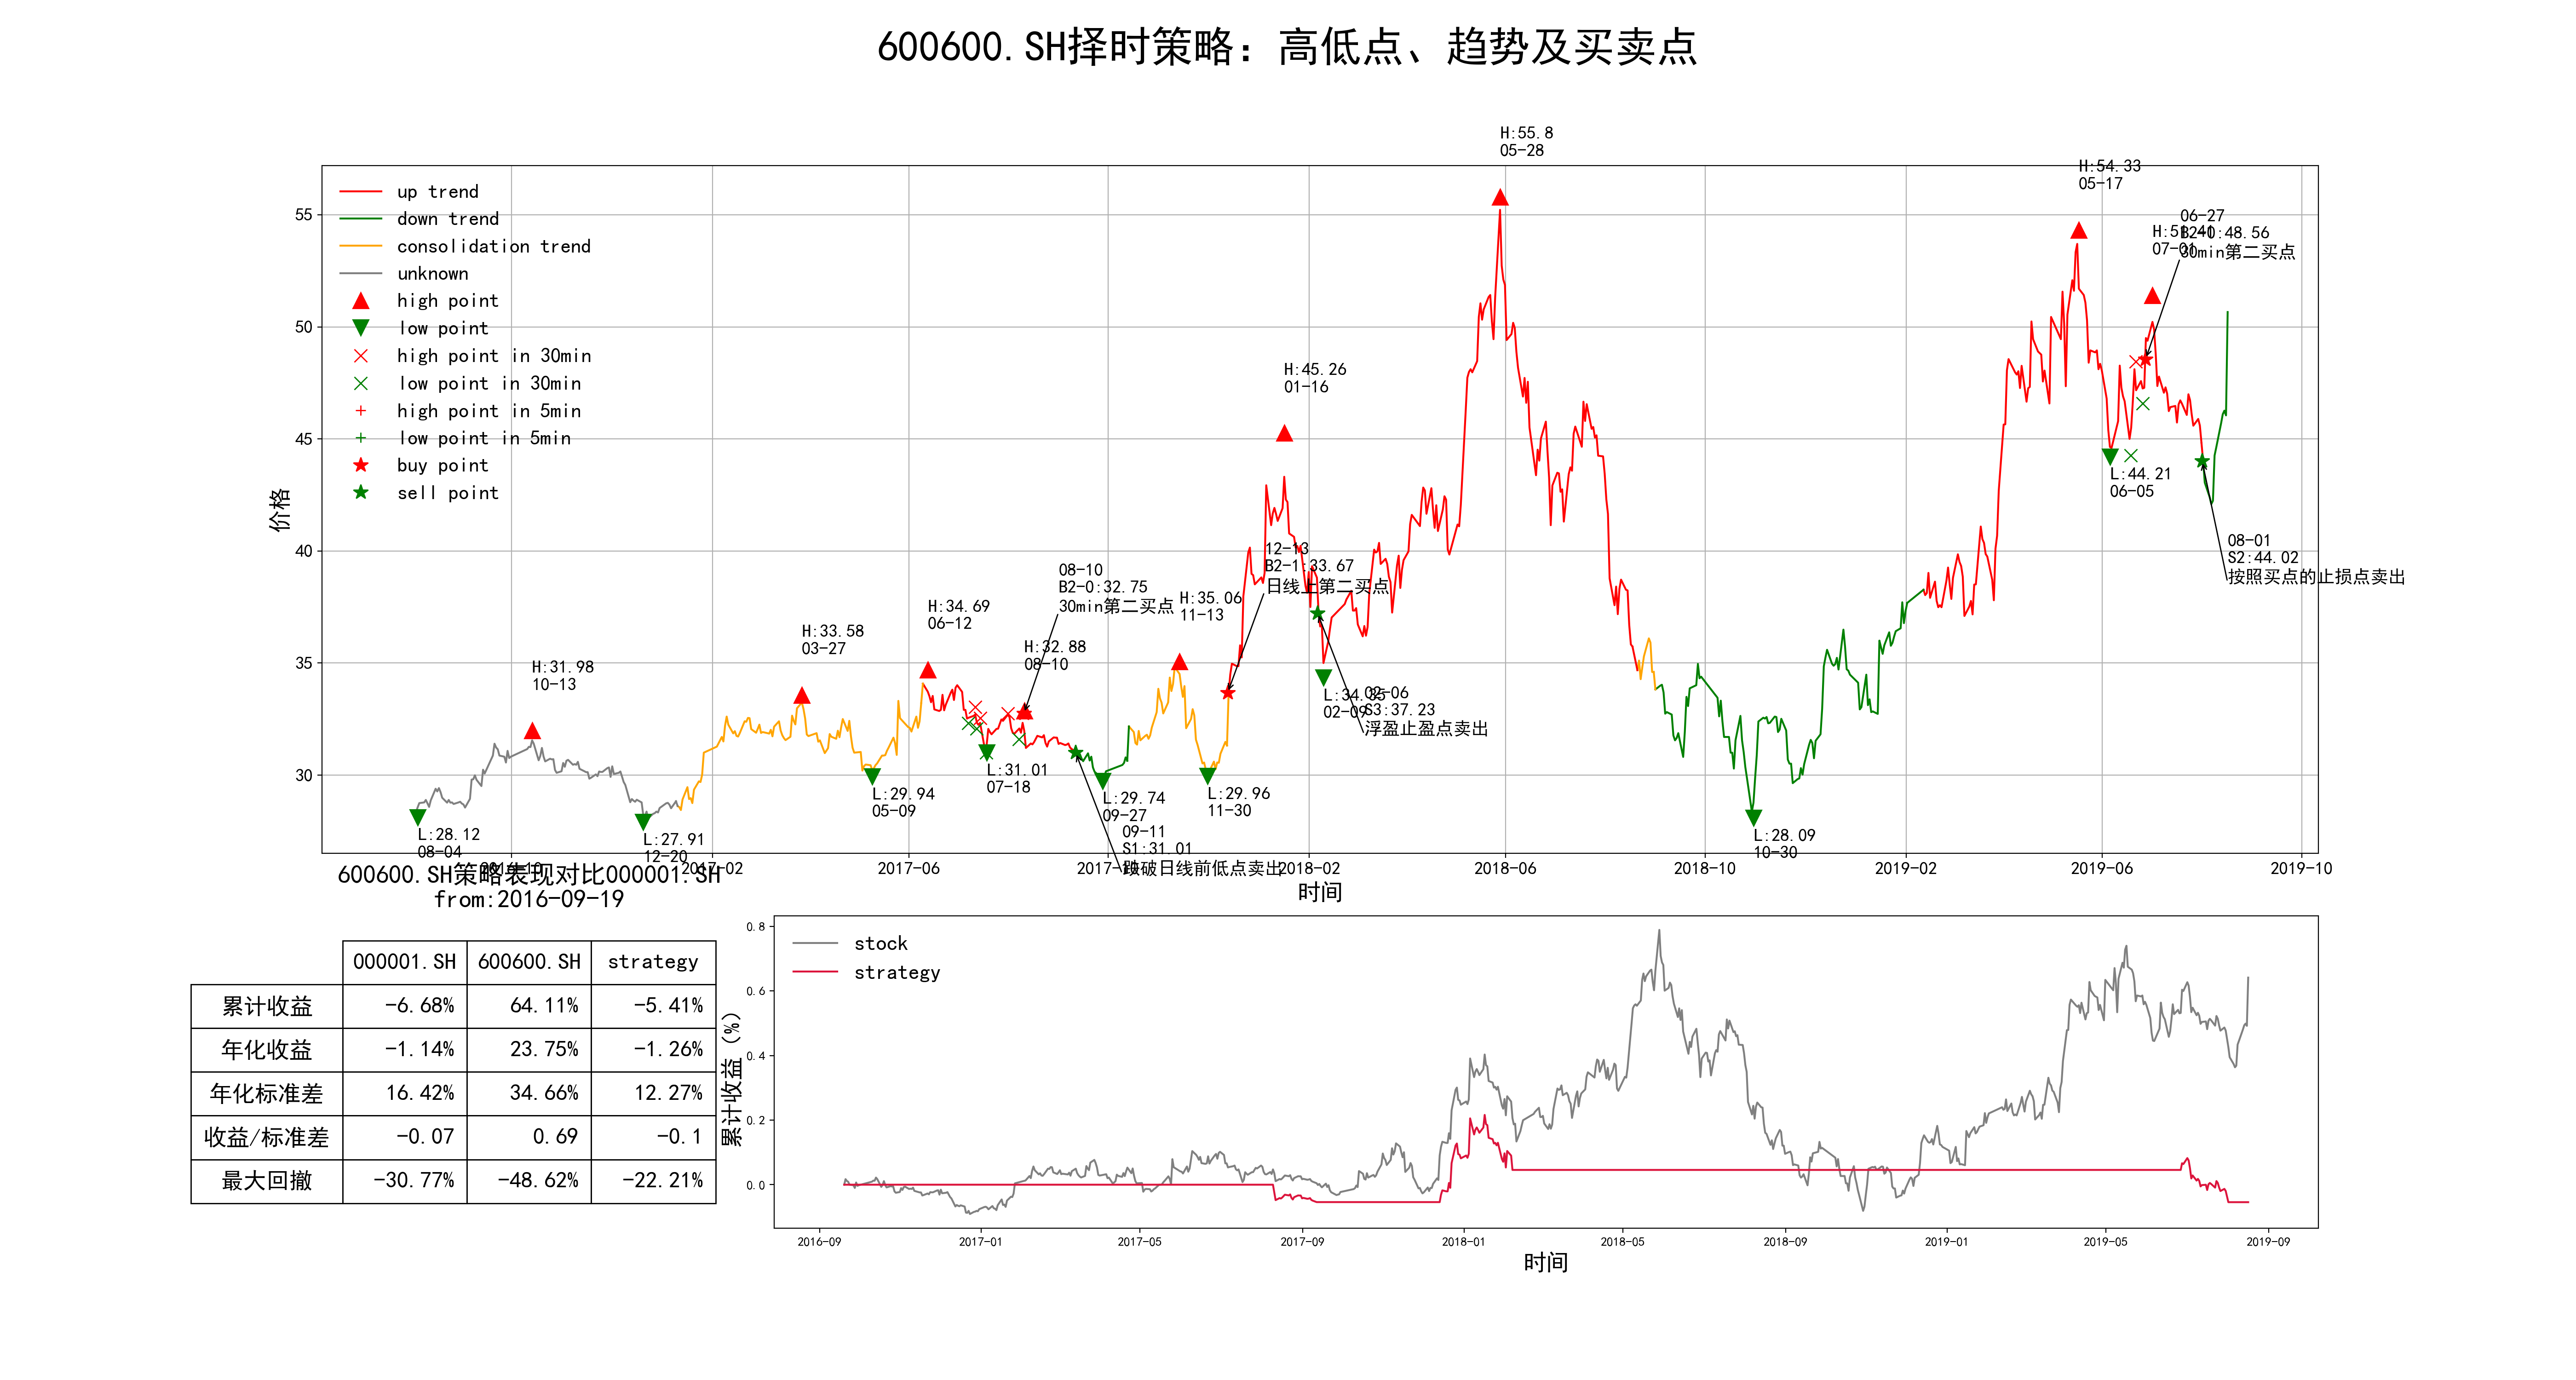 600600.SH择时策略: 高低点、趋势及买卖点
H:55.8
05-28
H:54.33
05-17
up trend
down trend
consolidation trend
unknown
high point
low point
high point in 30min
low point in 30min
high point in 5min
low point in 5min
buy point
sell point
06-27
B2-0:48.56
30min第二买点
H:51.41
07-01
H:45.26
01-16
L:44.21
06-05
08-01
S2:44.02
按照买点的止损点卖出
12-13
B2-1:33.67
日线上第二买点
08-10
B2-0:32.75
30min第二买点
H:35.06
11-13
H:34.69
06-12
H:33.58
03-27
H:32.88
08-10
H:31.98
10-13
L:34.35
02-09
02-06
S3:37.23
浮盈止盈点卖出
L:31.01
07-18
L:29.94
05-09
L:29.74
09-27
L:29.96
11-30
09-11
S1:31.01
跌破日线前低点卖出
L:28.12
08-04
L:27.91
12-20
L:28.09
10-30
价格
55
50
45
40
35
30
2016-10
2017-02
2017-06
2017-10
2018-02
2018-06
2018-10
2019-02
2019-06
2019-10
时间
600600.SH策略表现对比000001.SH
from:2016-09-19
000001.SH 600600.SH strategy
累计收益 -6.68% 64.11% -5.41%
年化收益 -1.14% 23.75% -1.26%
年化标准差 16.42% 34.66% 12.27%
收益/标准差 -0.07 0.69 -0.1
最大回撤 -30.77% -48.62% -22.21%
累计收益 (%)
0.8
0.6
0.4
0.2
0.0
stock
strategy
2016-09
2017-01
2017-05
2017-09
2018-01
2018-05
2018-09
2019-01
2019-05
2019-09
时间